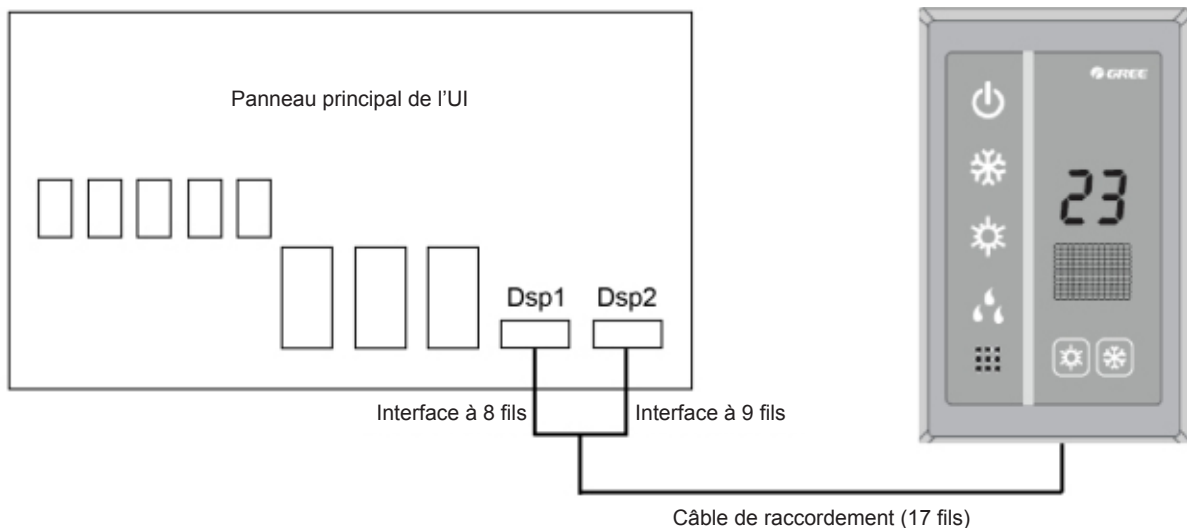 Panneau principal de l’UI
GREE
23
Dsp1 Dsp2
Interface à 8 fils Interface à 9 fils
Câble de raccordement (17 fils)